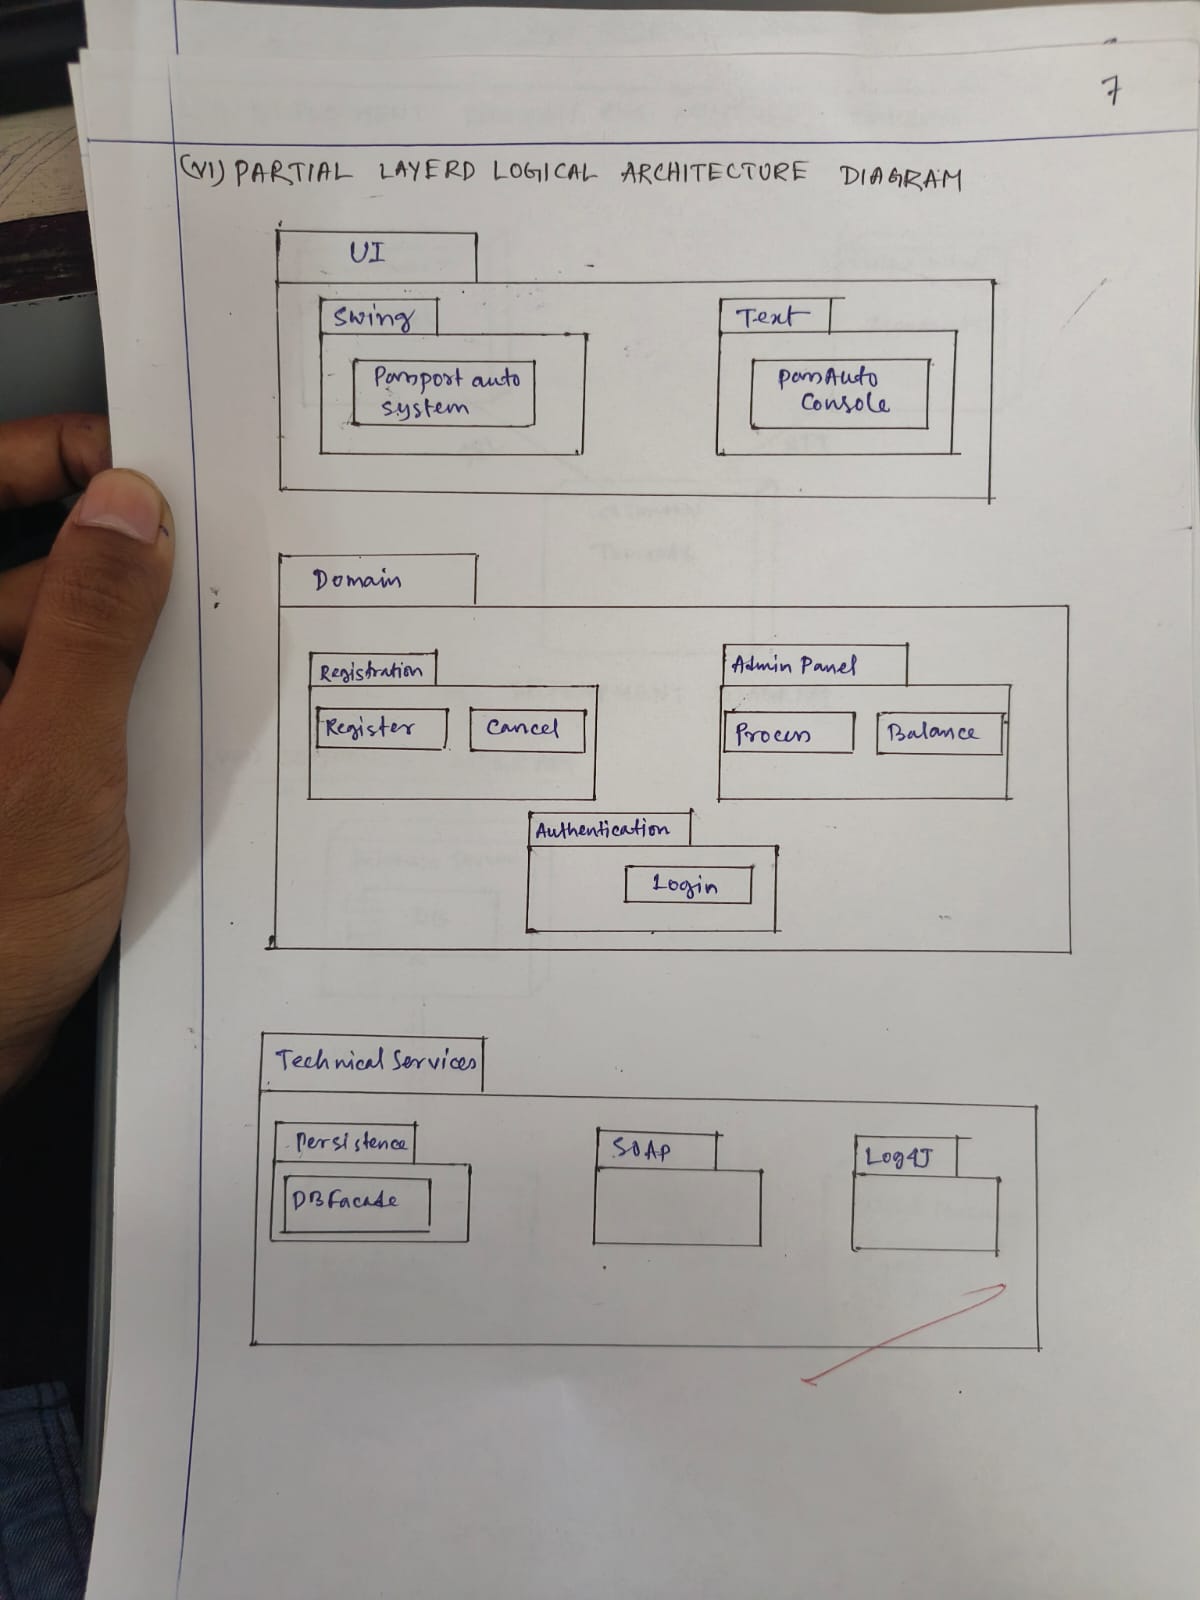 7
(VI) PARTIAL LAYERD LOGICAL ARCHITECTURE DIAGRAM
UI
Swing
Text
Passport auto
system
passAuto
Console
Domain
Registration
Admin Panel
Register
Cancel
Process
Balance
Authentication
Login
Technical Services
Persistence
SOAP
Log4J
DBFacade